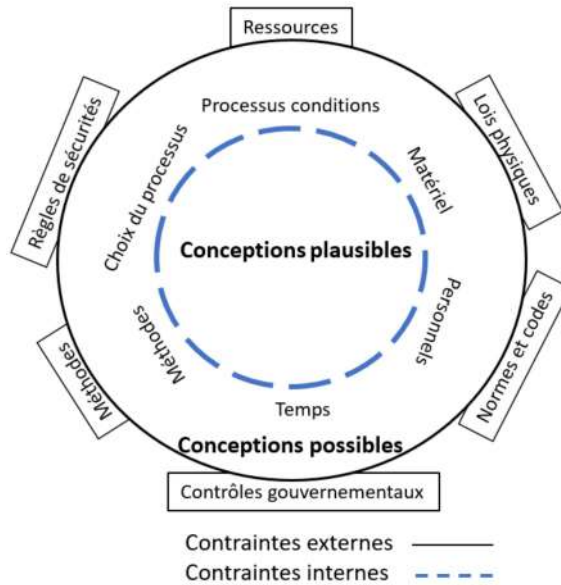 Ressources
Processus conditions
Règles de sécurités
Choix du processus
Matériel
Lois physiques
Conceptions plausibles
Méthodes
Méthodes
Personnels
Normes et codes
Temps
Conceptions possibles
Contrôles gouvernementaux
Contraintes externes
Contraintes internes